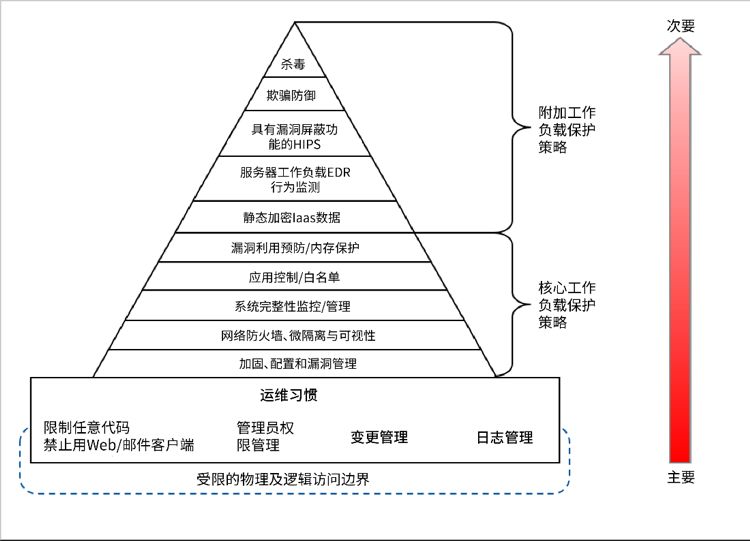 次要
杀毒
欺骗防御
具有漏洞屏蔽功
能的HIPS
服务器工作负载EDR
行为监测
静态加密Iaas数据
附加工作
负载保护
策略
漏洞利用预防/内存保护
应用控制/白名单
系统完整性监控/管理
网络防火墙、微隔离与可视性
加固、配置和漏洞管理
核心工作
负载保护
策略
运维习惯
限制任意代码
禁止用Web/邮件客户端
管理员权
限管理
变更管理
日志管理
受限的物理及逻辑访问边界
主要